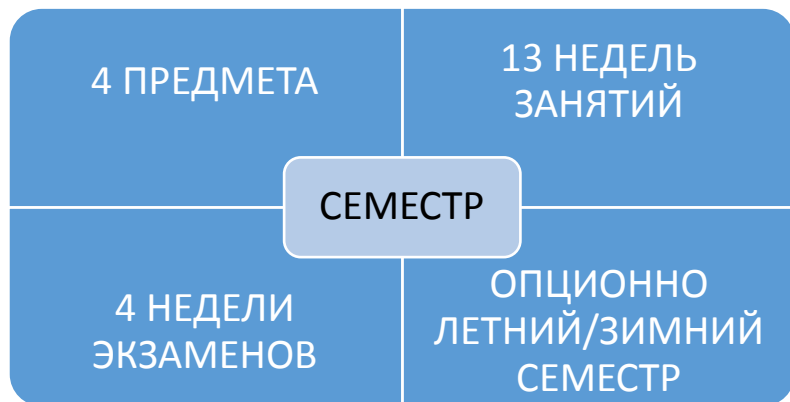 4 ПРЕДМЕТА
13 НЕДЕЛЬ
ЗАНЯТИЙ
СЕМЕСТР
4 НЕДЕЛИ
ЭКЗАМЕНОВ
ОПЦИОННО
ЛЕТНИЙ/ЗИМНИЙ
СЕМЕСТР